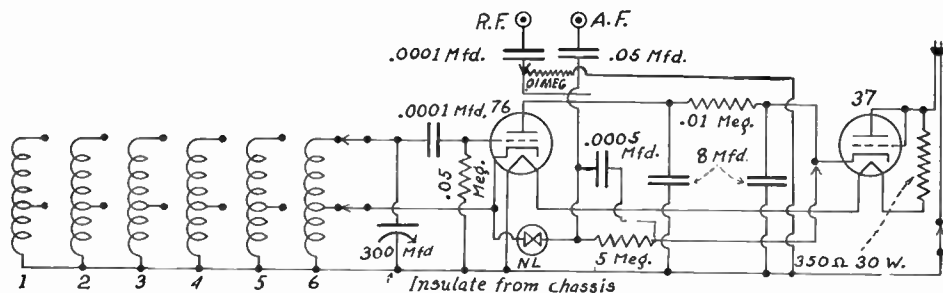 R.F.
A.F.
.0001 Mfd.
.05 Mfd.
.01 MEG
.0001 Mfd.
76
37
.05 Meg.
.0005 Mfd.
.01 Meg.
8 Mfd.
300 Mfd
NL
5 Meg.
350 Ω 30 W.
1 2 3 4 5 6
Insulate from chassis